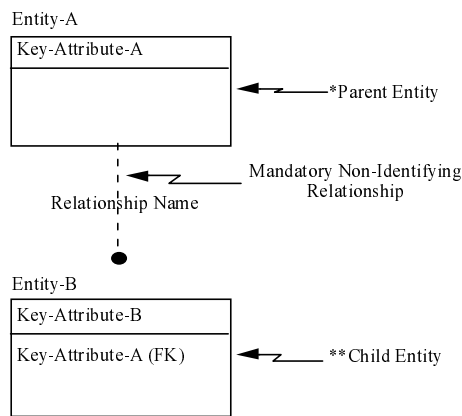 Entity-A
Key-Attribute-A
*Parent Entity
Mandatory Non-Identifying
Relationship
Relationship Name
Entity-B
Key-Attribute-B
Key-Attribute-A (FK)
**Child Entity